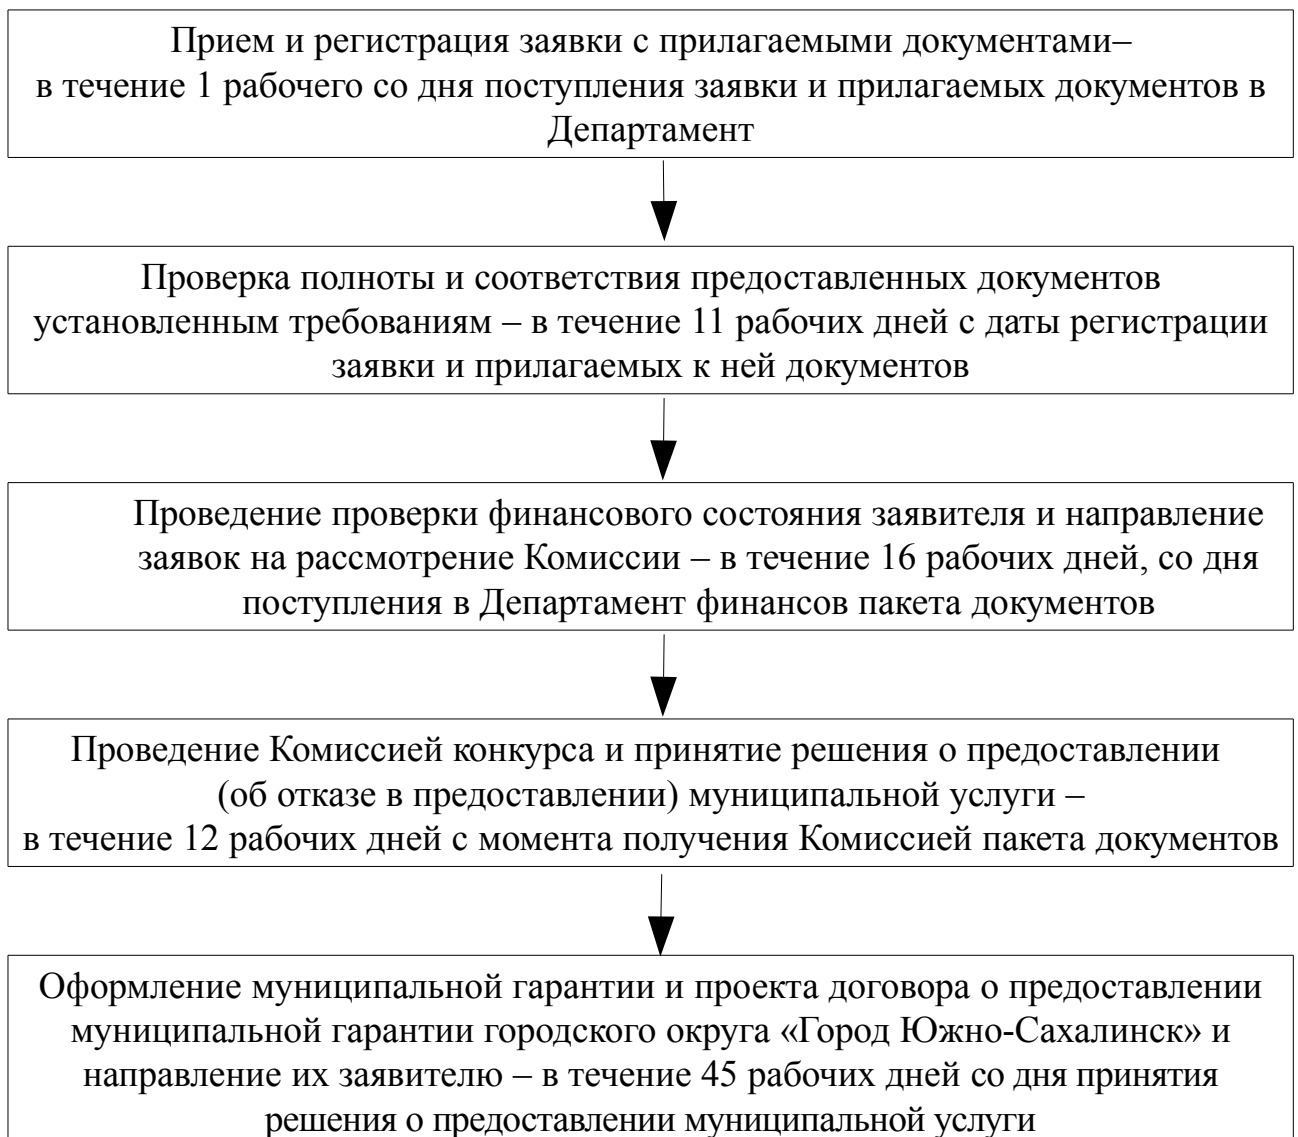 Прием и регистрация заявки с прилагаемыми документами–
в течение 1 рабочего со дня поступления заявки и прилагаемых документов в
Департамент
Проверка полноты и соответствия предоставленных документов
установленным требованиям – в течение 11 рабочих дней с даты регистрации
заявки и прилагаемых к ней документов
Проведение проверки финансового состояния заявителя и направление
заявок на рассмотрение Комиссии – в течение 16 рабочих дней, со дня
поступления в Департамент финансов пакета документов
Проведение Комиссией конкурса и принятие решения о предоставлении
(об отказе в предоставлении) муниципальной услуги –
в течение 12 рабочих дней с момента получения Комиссией пакета документов
Оформление муниципальной гарантии и проекта договора о предоставлении
муниципальной гарантии городского округа «Город Южно-Сахалинск» и
направление их заявителю – в течение 45 рабочих дней со дня принятия
решения о предоставлении муниципальной услуги